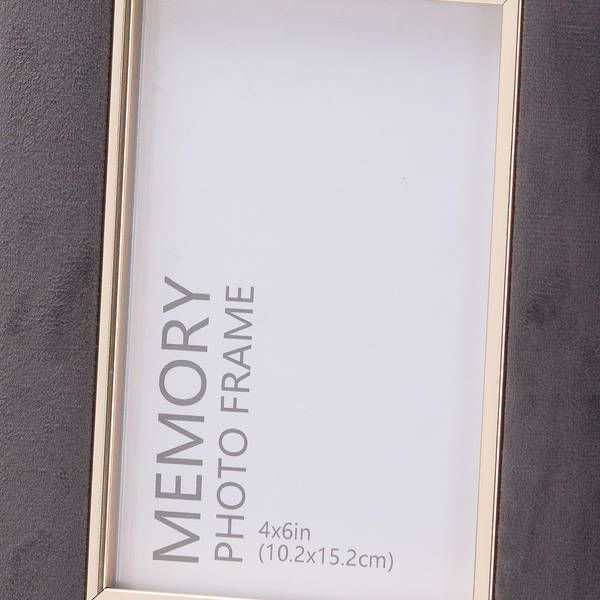 MEMORY
PHOTO FRAME
4x6in
(10.2x15.2cm)